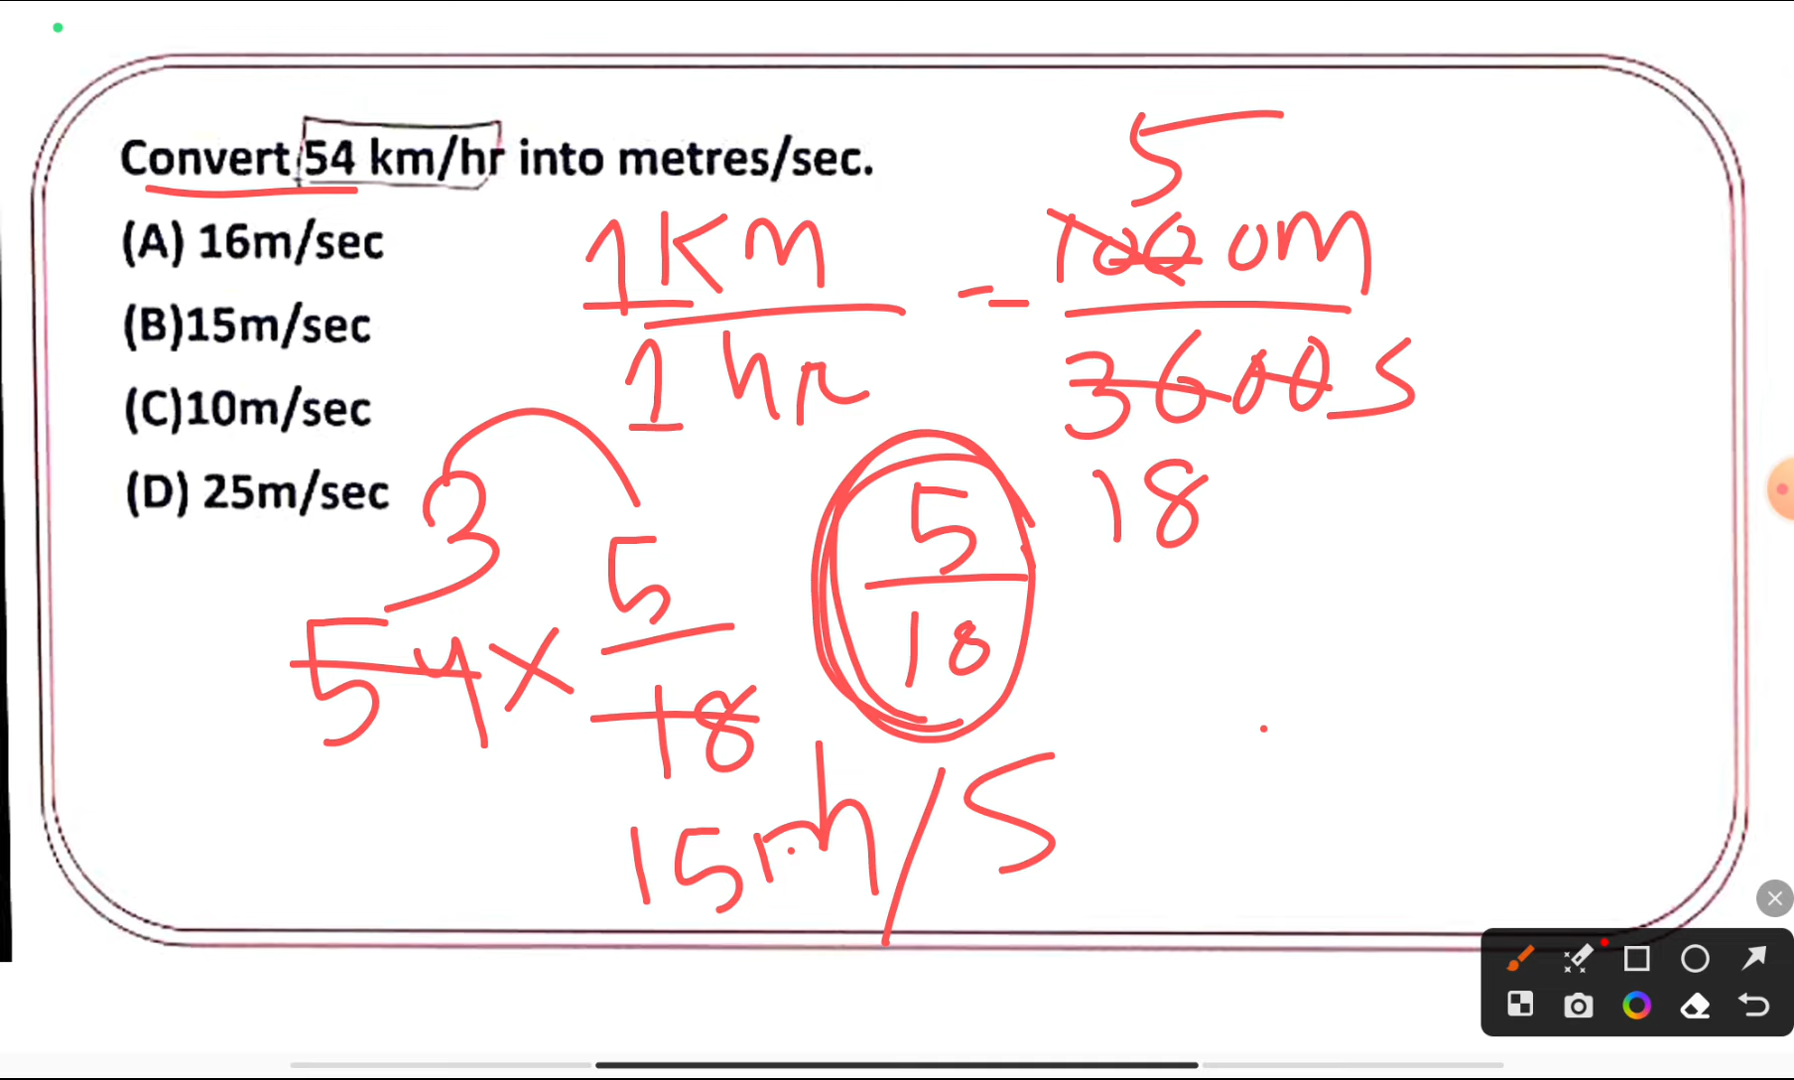 Convert 54 km/hr into metres/sec.
(A) 16m/sec
(B)15m/sec
(C)10m/sec
(D) 25m/sec
5
1KM = 1000M
1hr 3600S
18
3
54 x 5
18
5
18
15m/S